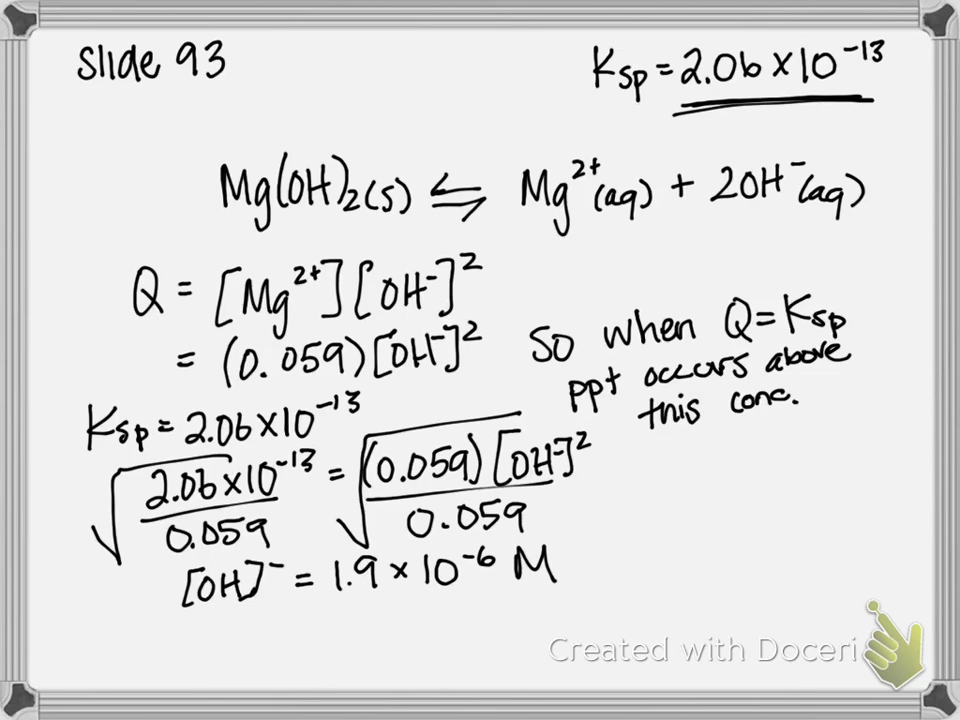 Slide 93
Ksp = 2.06 × 10⁻¹³
Mg(OH)₂(s) ⇌ Mg²⁺(aq) + 2OH⁻(aq)
Q = [Mg²⁺][OH⁻]²
= (0.059)[OH⁻]²
So when Q = Ksp
ppt occurs above
this conc.
Ksp = 2.06×10⁻¹³
√(2.06×10⁻¹³ / 0.059) = √((0.059)[OH⁻]² / 0.059)
[OH]⁻ = 1.9 × 10⁻⁶ M
Created with Doceri